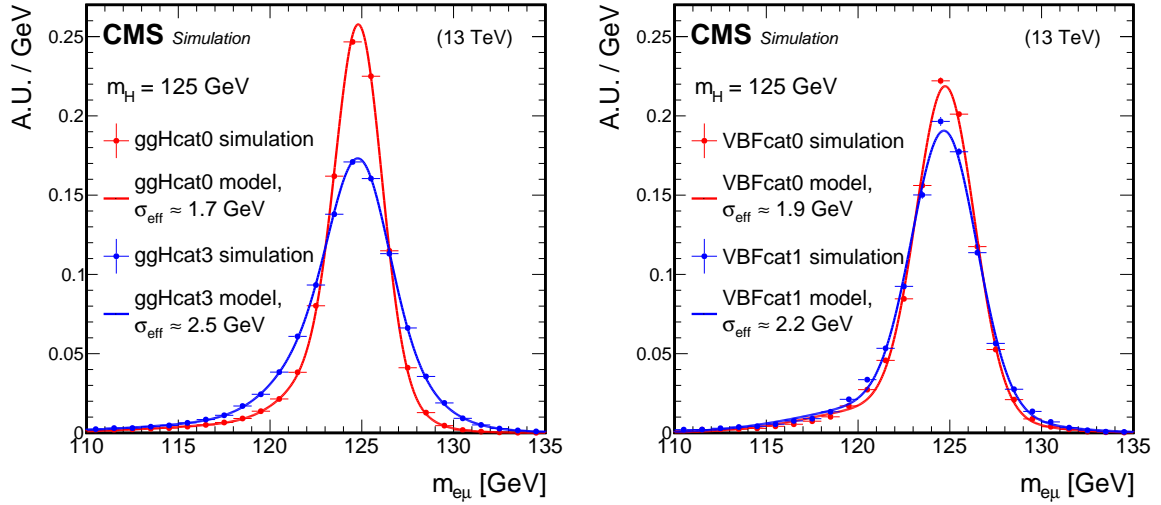 CMS Simulation (13 TeV)
m_H = 125 GeV
ggHcat0 simulation
ggHcat0 model,
σ_eff ≈ 1.7 GeV
ggHcat3 simulation
ggHcat3 model,
σ_eff ≈ 2.5 GeV
A.U. / GeV
0.25
0.2
0.15
0.1
0.05
0
110 115 120 125 130 135
m_eμ [GeV]
CMS Simulation (13 TeV)
m_H = 125 GeV
VBFcat0 simulation
VBFcat0 model,
σ_eff ≈ 1.9 GeV
VBFcat1 simulation
VBFcat1 model,
σ_eff ≈ 2.2 GeV
A.U. / GeV
0.25
0.2
0.15
0.1
0.05
0
110 115 120 125 130 135
m_eμ [GeV]